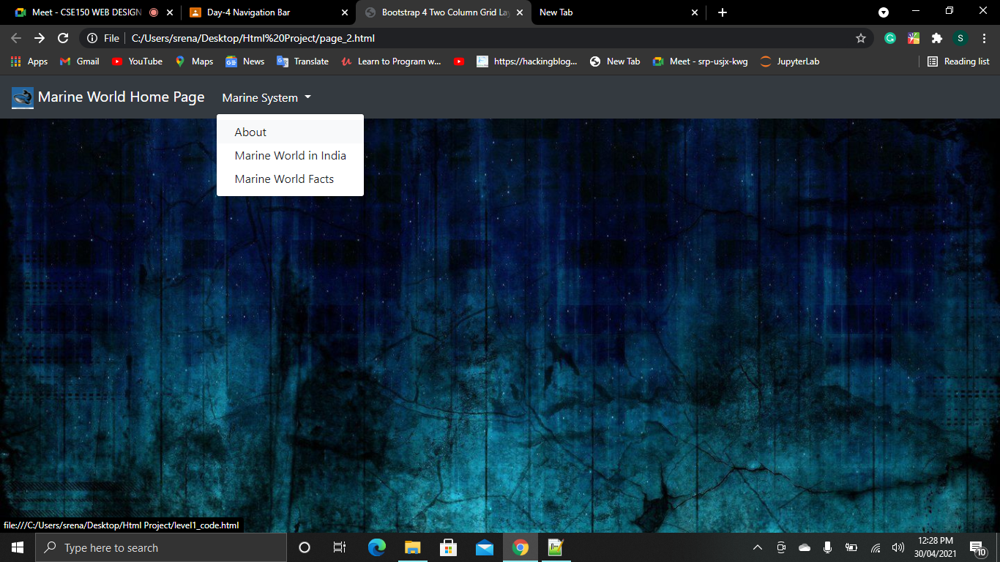 Meet - CSE150 WEB DESIGN
Day-4 Navigation Bar
Bootstrap 4 Two Column Grid Lay
New Tab
File
C:/Users/srena/Desktop/Html%20Project/page_2.html
S
Apps
Gmail
YouTube
Maps
News
Translate
Learn to Program w...
https://hackingblog...
New Tab
Meet - srp-usjx-kwg
JupyterLab
Reading list
Marine World Home Page
Marine System
About
Marine World in India
Marine World Facts
file:///C:/Users/srena/Desktop/Html Project/level1_code.html
Type here to search
12:28 PM
30/04/2021
10